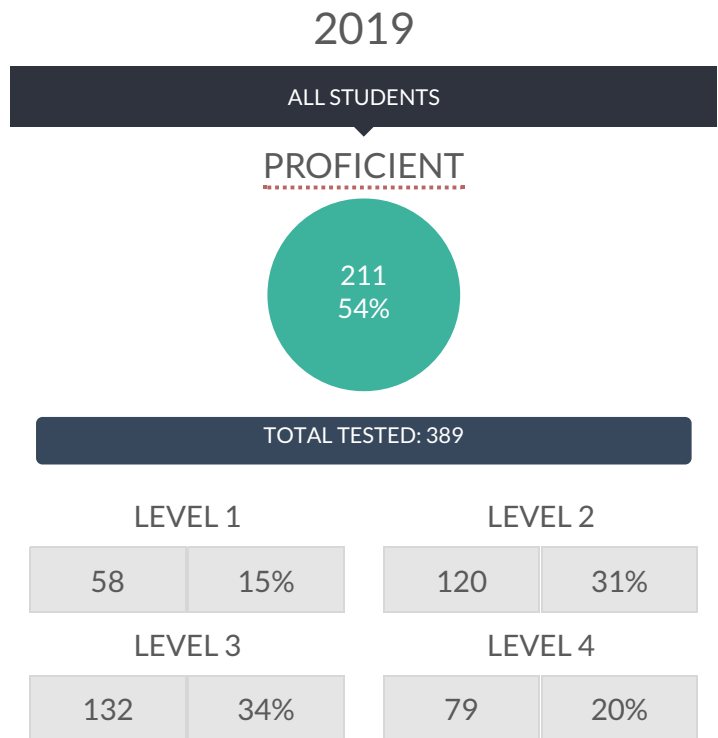 2019
ALL STUDENTS
PROFICIENT
211
54%
TOTAL TESTED: 389
LEVEL 1 LEVEL 2
58 15% 120 31%
LEVEL 3 LEVEL 4
132 34% 79 20%